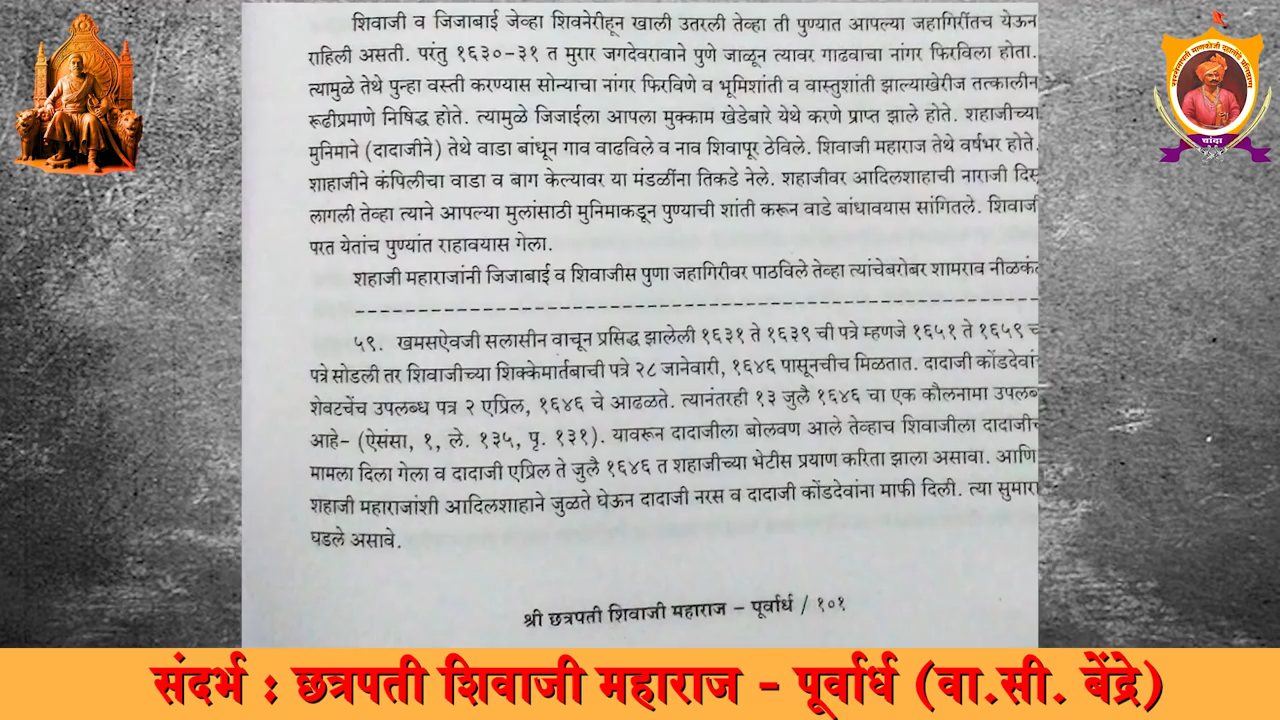 शिवाजी व जिजाबाई जेव्हा शिवनेरीहून खाली उतरली तेव्हा ती पुण्यात आपल्या जहागिरींतच येऊन
राहिली असती. परंतु १६३०-३१ त मुरार जगदेवरावाने पुणे जाळून त्यावर गाढवाचा नांगर फिरविला होता.
त्यामुळे तेथे पुन्हा वस्ती करण्यास सोन्याचा नांगर फिरविणे व भूमिशांती व वास्तुशांती झाल्याखेरीज तत्कालीन
रूढीप्रमाणे निषिद्ध होते. त्यामुळे जिजाईला आपला मुक्काम खेडेबारे येथे करणे प्राप्त झाले होते. शहाजीच्या
मुनिमाने (दादाजीने) तेथे वाडा बांधून गाव वाढविले व नाव शिवापूर ठेविले. शिवाजी महाराज तेथे वर्षभर होते.
शाहाजीने कंपिलीचा वाडा व बाग केल्यावर या मंडळींना तिकडे नेले. शहाजीवर आदिलशाहाची नाराजी
लागली तेव्हा त्याने आपल्या मुलांसाठी मुनिमाकडून पुण्याची शांती करून वाडे बांधावयास सांगितले. शिवाजी
परत येतांच पुण्यांत राहावयास गेला.
शहाजी महाराजांनी जिजाबाई व शिवाजीस पुणा जहागिरीवर पाठविले तेव्हा त्यांचेबरोबर शामराव
५९. खमसऐवजी सलासीन वाचून प्रसिद्ध झालेली १६३१ ते १६३९ ची पत्रे म्हणजे १६५१ ते १६५९
पत्रे सोडली तर शिवाजीच्या शिक्केमार्तबाची पत्रे २८ जानेवारी, १६४६ पासूनचीच मिळतात. दादाजी
शेवटचेंच उपलब्ध पत्र २ एप्रिल, १६४६ चे आढळते. त्यानंतरही १३ जुलै १६४६ चा एक कौलनामा
आहे- (ऐसंसा, १, ले. १३५, पृ. १३१). यावरून दादाजीला बोलवण आले तेव्हाच शिवाजीला
मामला दिला गेला व दादाजी एप्रिल ते जुलै १६४६ त शहाजीच्या भेटीस प्रयाण करिता झाला असावा. आणि
शहाजी महाराजांशी आदिलशाहाने जुळते घेऊन दादाजी नरस व दादाजी कोंडदेवांना माफी दिली. त्या
घडले असावे.
श्री छत्रपती शिवाजी महाराज - पूर्वार्ध / १०१
चांदा
संदर्भ : छत्रपती शिवाजी महाराज - पूर्वार्ध (वा.सी. बेंद्रे)